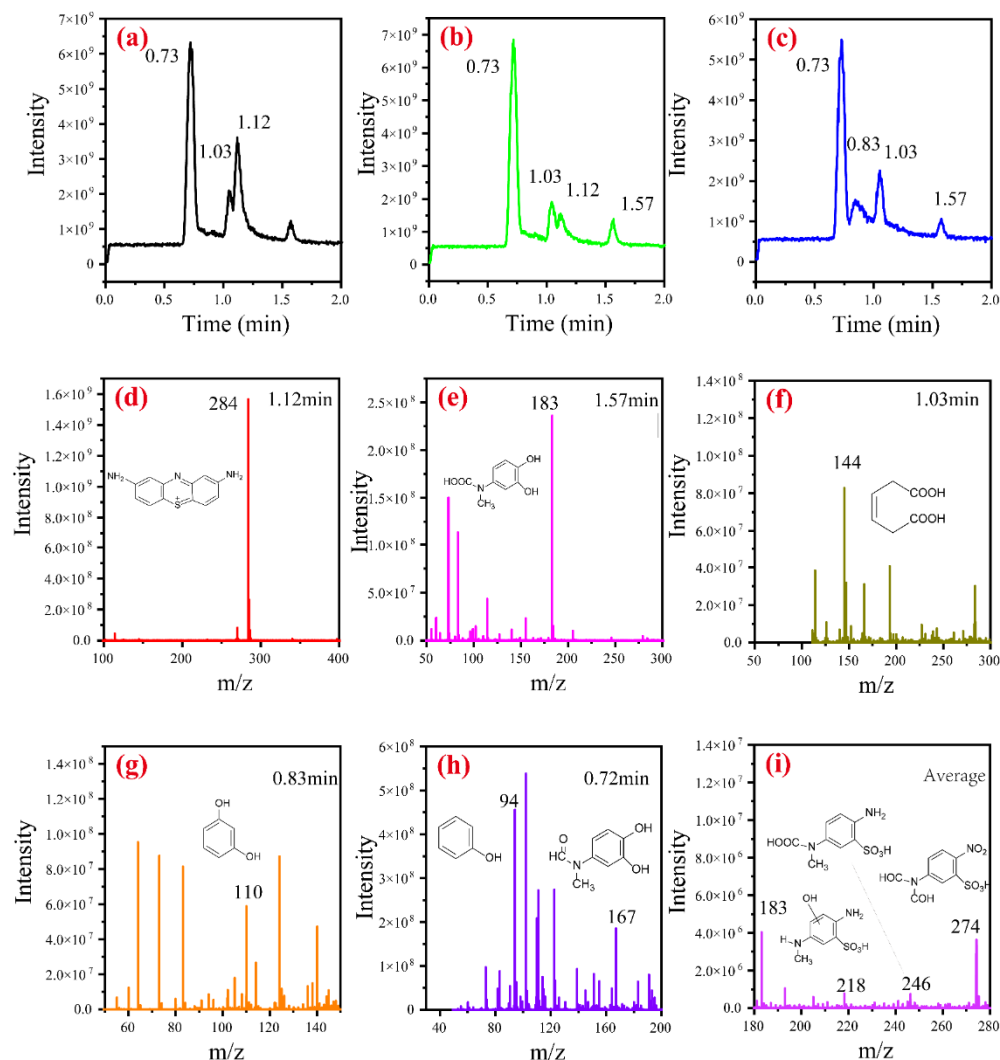 (a)
7×10⁹
6×10⁹
5×10⁹
4×10⁹
3×10⁹
2×10⁹
1×10⁹
0
0.73
1.03
1.12
0.0 0.5 1.0 1.5 2.0
Time (min)
Intensity
(b)
7×10⁹
6×10⁹
5×10⁹
4×10⁹
3×10⁹
2×10⁹
1×10⁹
0
0.73
1.03
1.12
1.57
0.0 0.5 1.0 1.5 2.0
Time (min)
Intensity
(c)
6×10⁹
5×10⁹
4×10⁹
3×10⁹
2×10⁹
1×10⁹
0
0.73
0.83
1.03
1.57
0.0 0.5 1.0 1.5 2.0
Time (min)
Intensity
(d)
1.12min
1.6×10⁹
1.4×10⁹
1.2×10⁹
1.0×10⁹
8.0×10⁸
6.0×10⁸
4.0×10⁸
2.0×10⁸
0.0
284
NH₂
N
NH₂
S
+
100 200 300 400
m/z
Intensity
(e)
1.57min
2.5×10⁸
2.0×10⁸
1.5×10⁸
1.0×10⁸
5.0×10⁷
0.0
183
OH
HOOC
N
OH
CH₃
50 100 150 200 250 300
m/z
Intensity
(f)
1.03min
1.4×10⁸
1.2×10⁸
1.0×10⁸
8.0×10⁷
6.0×10⁷
4.0×10⁷
2.0×10⁷
0.0
144
COOH
COOH
50 100 150 200 250 300
m/z
Intensity
(g)
0.83min
1.4×10⁸
1.2×10⁸
1.0×10⁸
8.0×10⁷
6.0×10⁷
4.0×10⁷
2.0×10⁷
0.0
OH
OH
110
60 80 100 120 140
m/z
Intensity
(h)
0.72min
6×10⁸
5×10⁸
4×10⁸
3×10⁸
2×10⁸
1×10⁸
0
94
OH
O
HC
N
CH₃
OH
OH
167
40 80 120 160 200
m/z
Intensity
(i)
Average
1.4×10⁷
1.2×10⁷
1.0×10⁷
8.0×10⁶
6.0×10⁶
4.0×10⁶
2.0×10⁶
0.0
NH₂
HOOC
N
SO₃H
CH₃
NO₂
HOC
N
SO₃H
COH
OH
NH₂
H
N
SO₃H
CH₃
183
218
246
274
180 200 220 240 260 280
m/z
Intensity